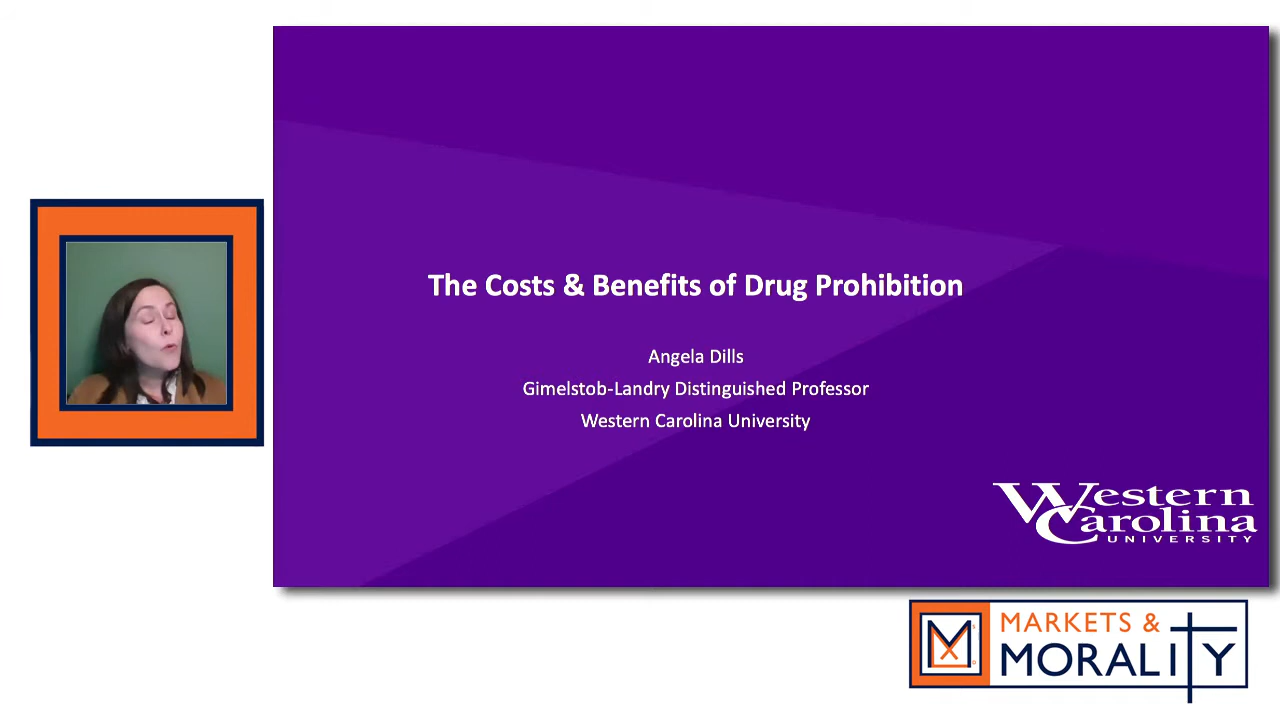 The Costs & Benefits of Drug Prohibition
Angela Dills
Gimelstob-Landry Distinguished Professor
Western Carolina University
Western
Carolina
UNIVERSITY
MARKETS &
MORALITY